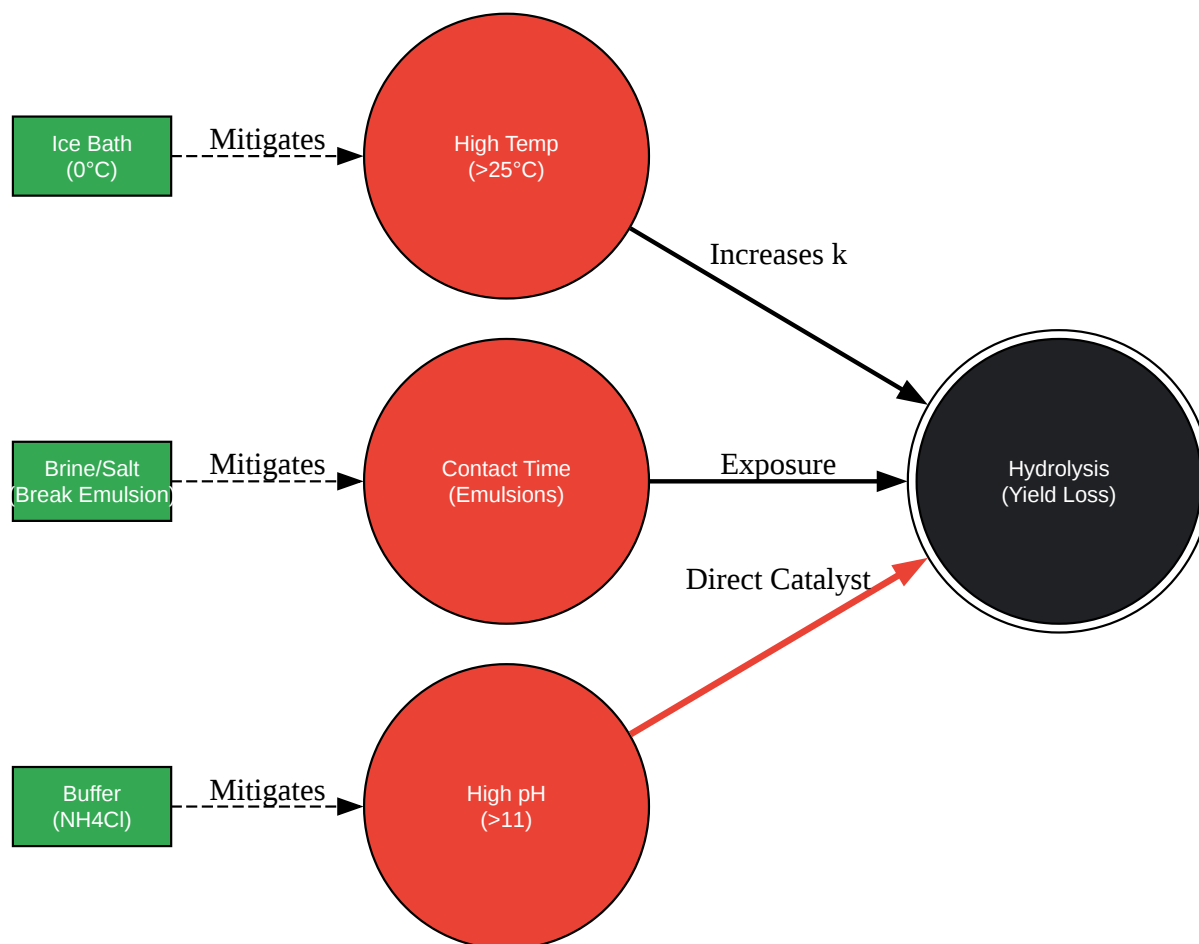 Ice Bath
(0°C)
Mitigates
High Temp
(>25°C)
Increases k
Brine/Salt
(Break Emulsion)
Mitigates
Contact Time
(Emulsions)
Exposure
Hydrolysis
(Yield Loss)
Direct Catalyst
Buffer
(NH4Cl)
Mitigates
High pH
(>11)